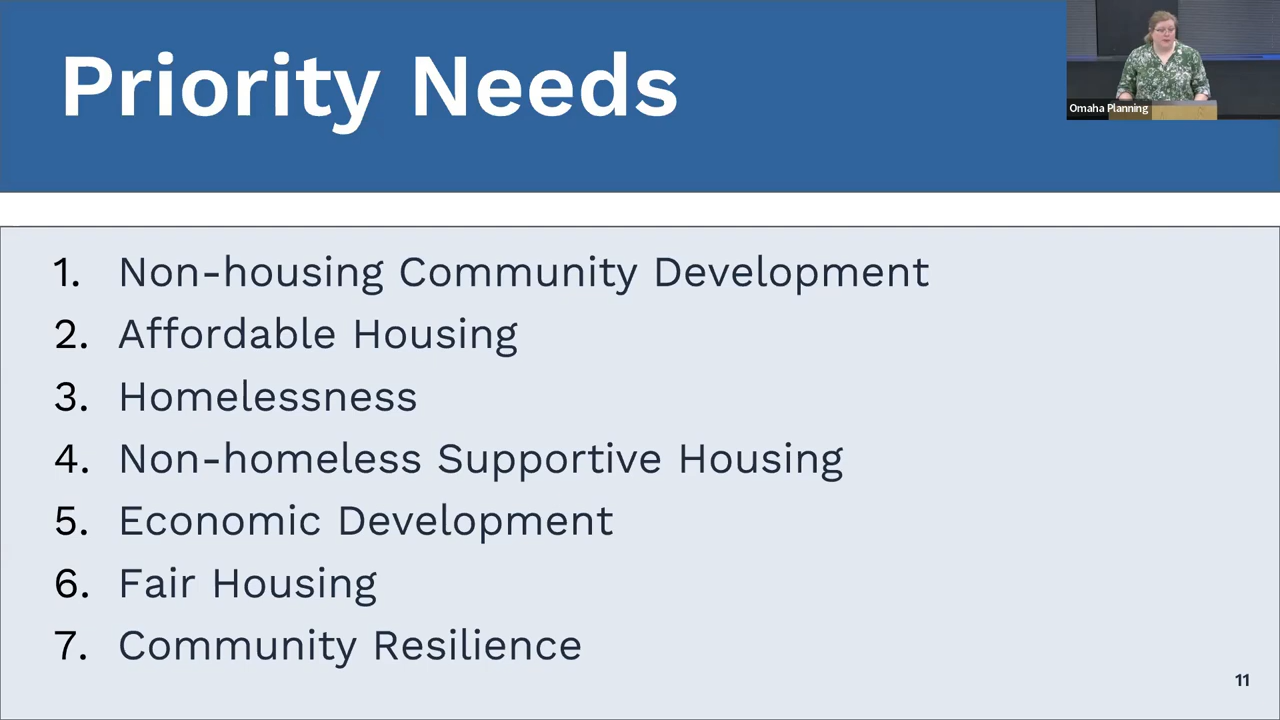 Priority Needs
Omaha Planning
1. Non-housing Community Development
2. Affordable Housing
3. Homelessness
4. Non-homeless Supportive Housing
5. Economic Development
6. Fair Housing
7. Community Resilience
11